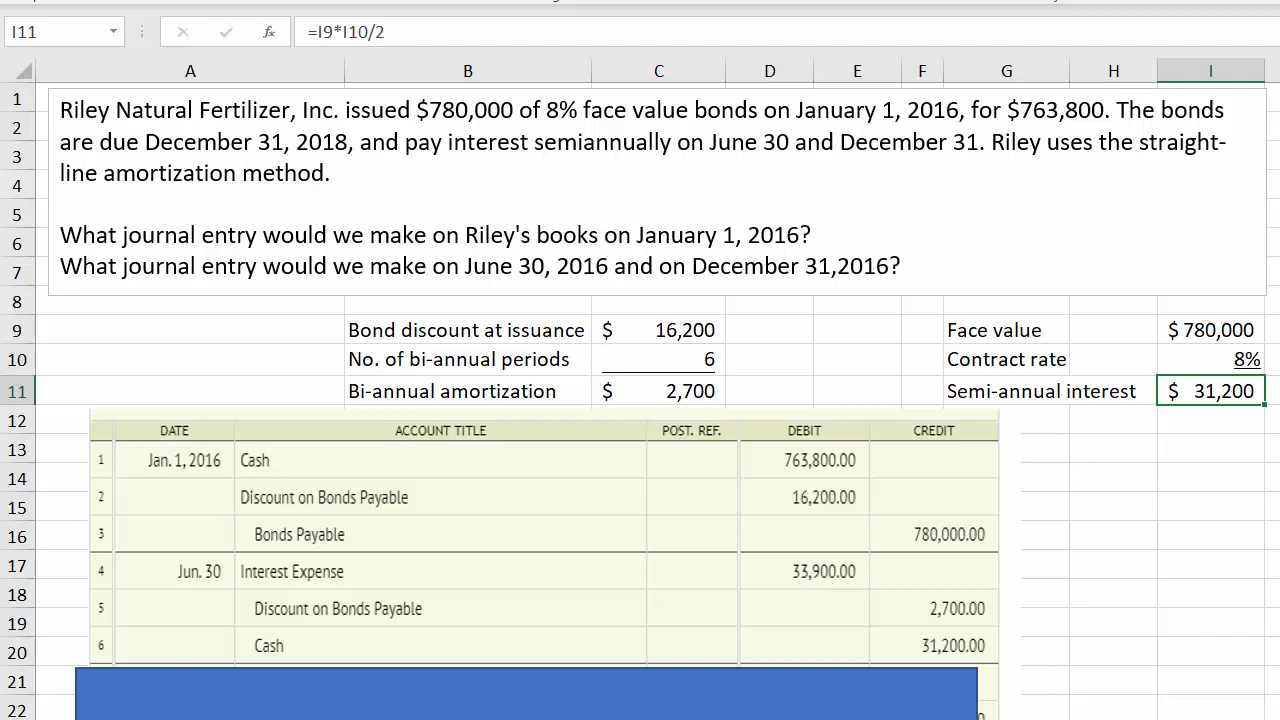 I11 fx =I9*I10/2
A B C D E F G H I
1
2
3
4
5
6
7
Riley Natural Fertilizer, Inc. issued $780,000 of 8% face value bonds on January 1, 2016, for $763,800. The bonds
are due December 31, 2018, and pay interest semiannually on June 30 and December 31. Riley uses the straight-
line amortization method.
What journal entry would we make on Riley's books on January 1, 2016?
What journal entry would we make on June 30, 2016 and on December 31,2016?
8
9 Bond discount at issuance $ 16,200 Face value $ 780,000
10 No. of bi-annual periods 6 Contract rate 8%
11 Bi-annual amortization $ 2,700 Semi-annual interest $ 31,200
12
13
14
15
16
17
18
19
20
21
22
DATE ACCOUNT TITLE POST. REF. DEBIT CREDIT
1 Jan. 1, 2016 Cash 763,800.00
2 Discount on Bonds Payable 16,200.00
3 Bonds Payable 780,000.00
4 Jun. 30 Interest Expense 33,900.00
5 Discount on Bonds Payable 2,700.00
6 Cash 31,200.00